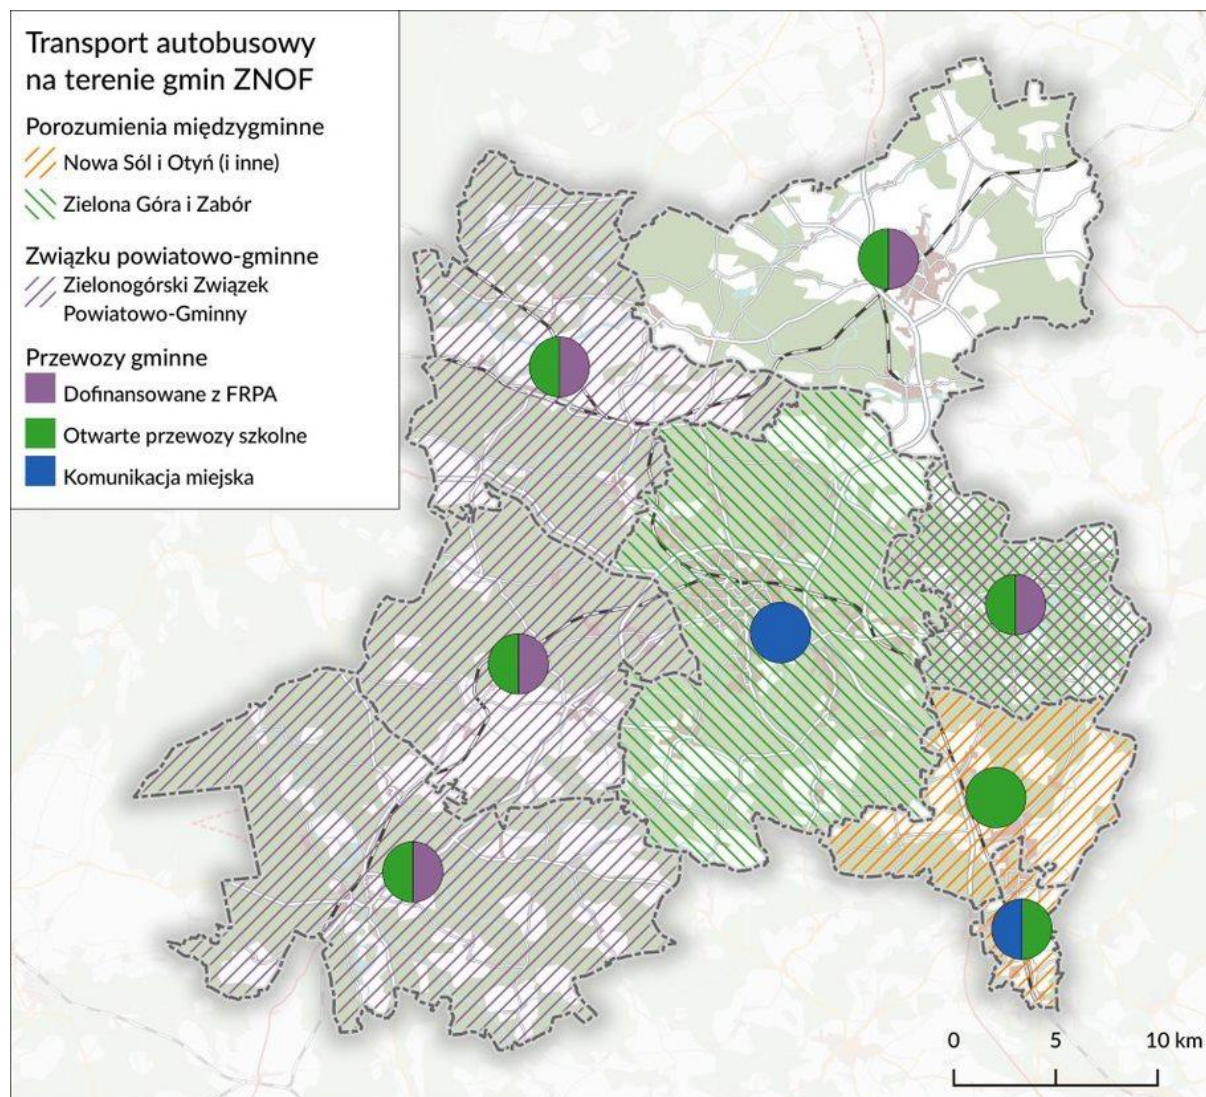 Transport autobusowy
na terenie gmin ZNOF
Porozumienia międzygminne
Nowa Sól i Otyń (i inne)
Zielona Góra i Zabór
Związku powiatowo-gminne
Zielonogórski Związek
Powiatowo-Gminny
Przewozy gminne
Dofinansowane z FRPA
Otwarte przewozy szkolne
Komunikacja miejska
0 5 10 km